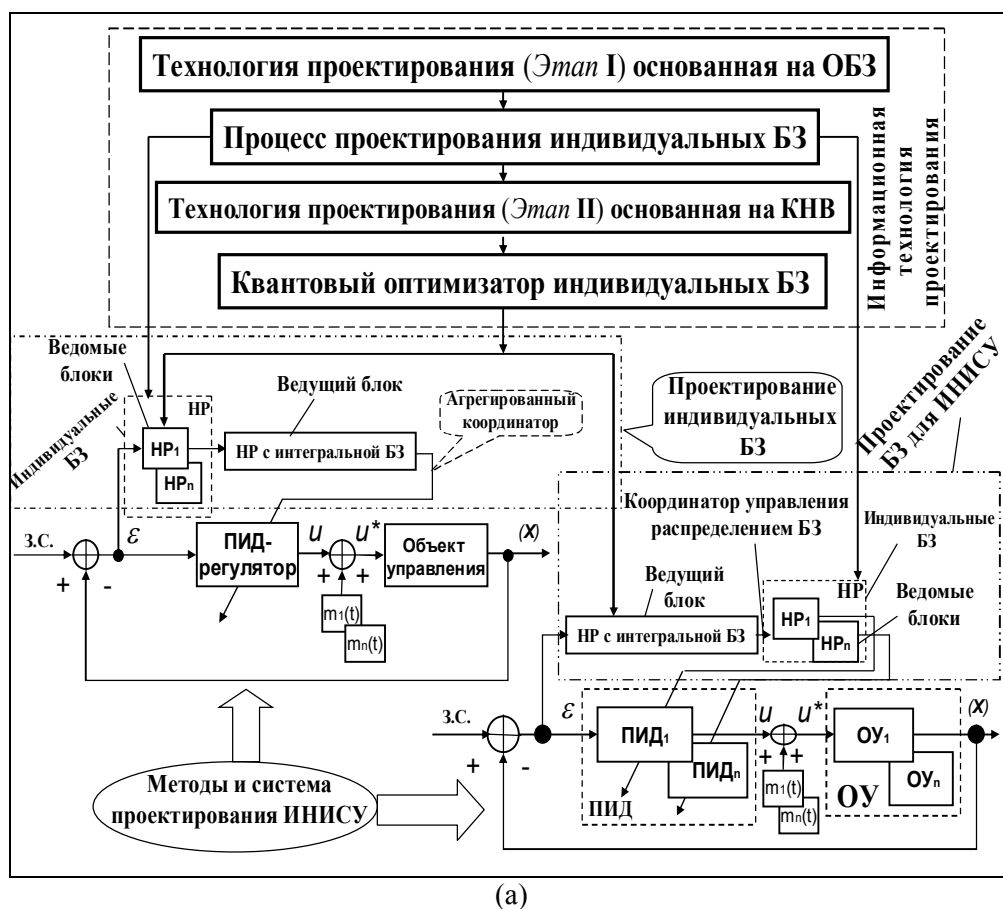 Технология проектирования (Этап I) основанная на ОБЗ
Процесс проектирования индивидуальных БЗ
Технология проектирования (Этап II) основанная на КНВ
Квантовый оптимизатор индивидуальных БЗ
Информационная
технология
проектирования
Ведомые
блоки
Индивидуальные
БЗ
НР
НР1
НРn
Ведущий блок
НР с интегральной БЗ
Агрегированный
координатор
Проектирование
индивидуальных
БЗ
Проектирование
БЗ для ИНИСУ
З.С.
+
-
ε
ПИД-
регулятор
u
u*
+
+
m1(t)
mn(t)
Объект
управления
(X)
Координатор управления
распределением БЗ
Индивидуальные
БЗ
Ведущий
блок
НР с интегральной БЗ
НР
НР1
НРn
Ведомые
блоки
З.С.
+
-
ε
ПИД1
ПИДn
ПИД
u
u*
+
+
m1(t)
mn(t)
ОУ1
ОУn
ОУ
(X)
Методы и система
проектирования ИНИСУ
(а)